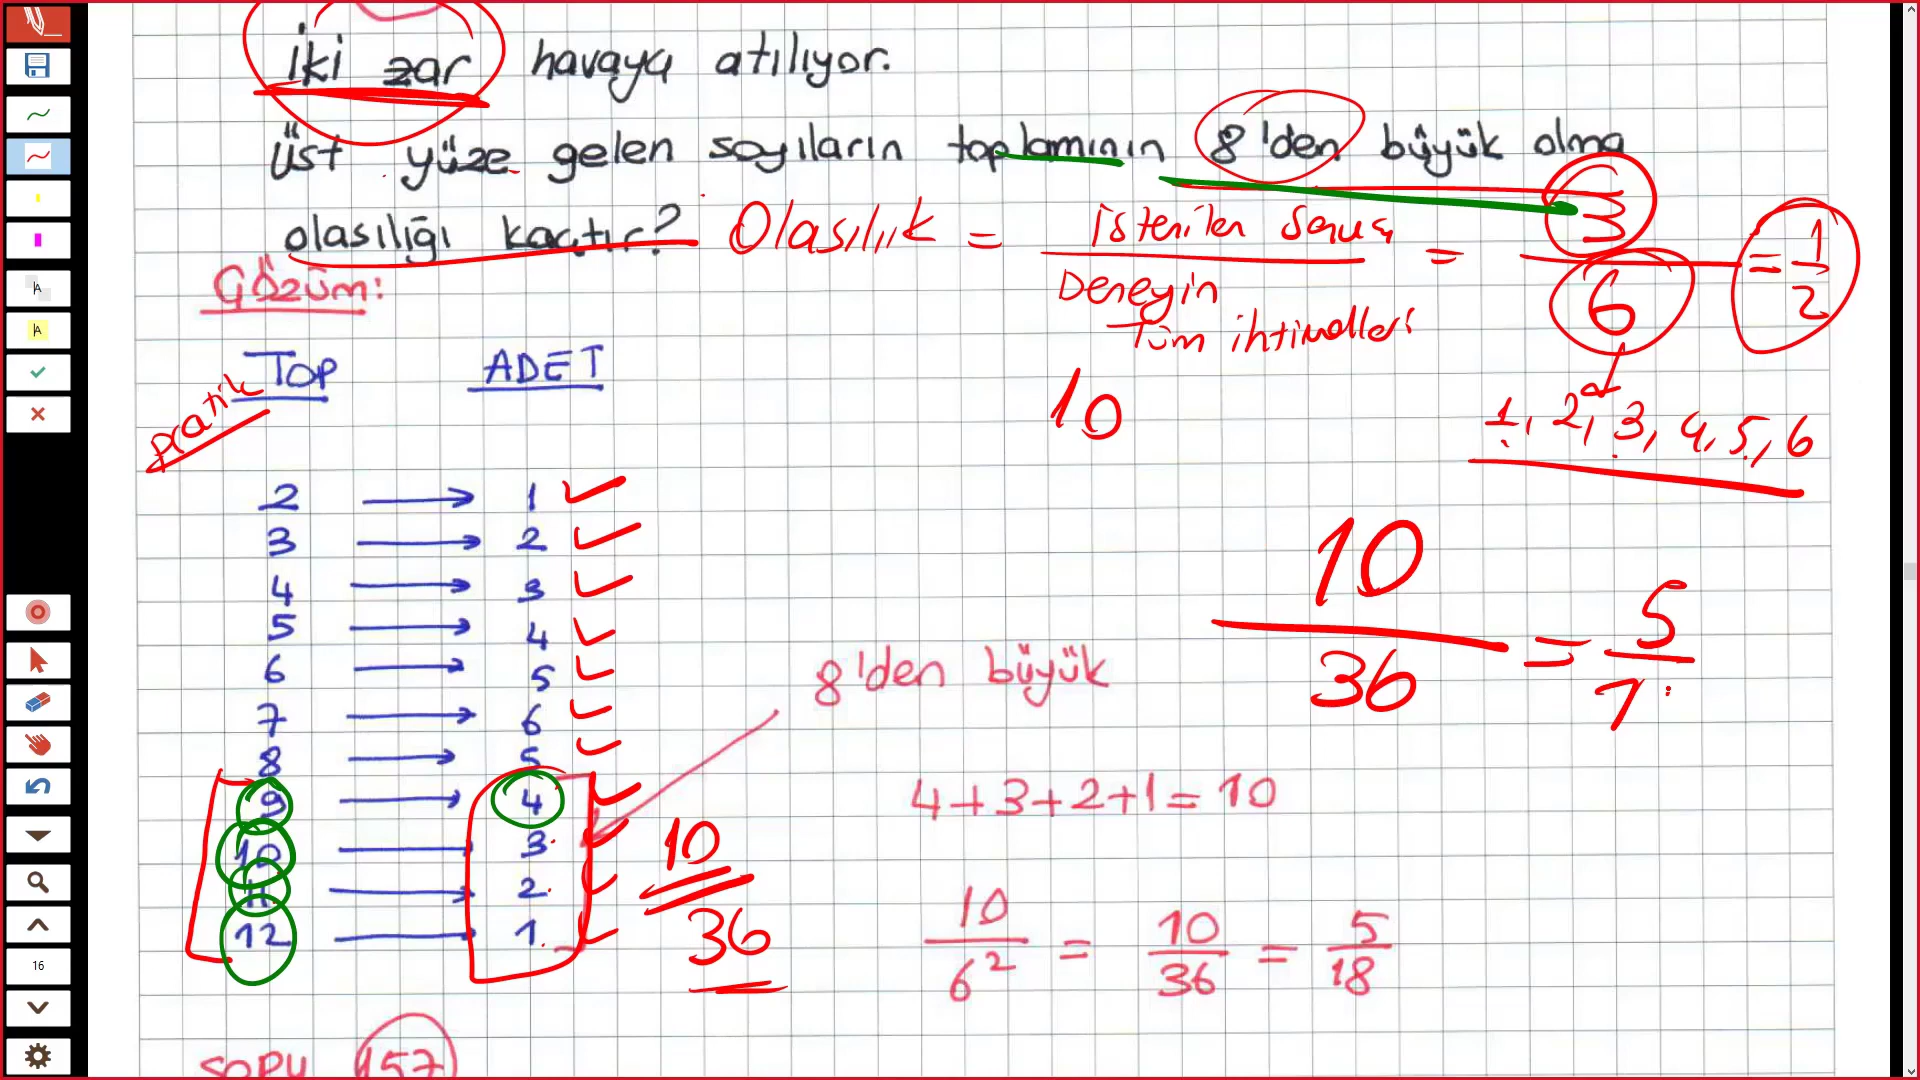 İki zar havaya atılıyor.
Üst yüze gelen sayıların toplamının 8'den büyük olma
olasılığı kaçtır?
Olasılık = İstenilen Sonuç / Deneyin Tüm ihtimalleri = 3/6 = 1/2
Gözüm:
1, 2, 3, 4, 5, 6
pratik
TOP ADET
10
2 → 1
3 → 2
4 → 3
5 → 4
6 → 5
7 → 6
8 → 5
9 → 4
10 → 3
11 → 2
12 → 1
10/36
10/36 = 5/1
8'den büyük
4+3+2+1=10
10/6² = 10/36 = 5/18
soru 157
16